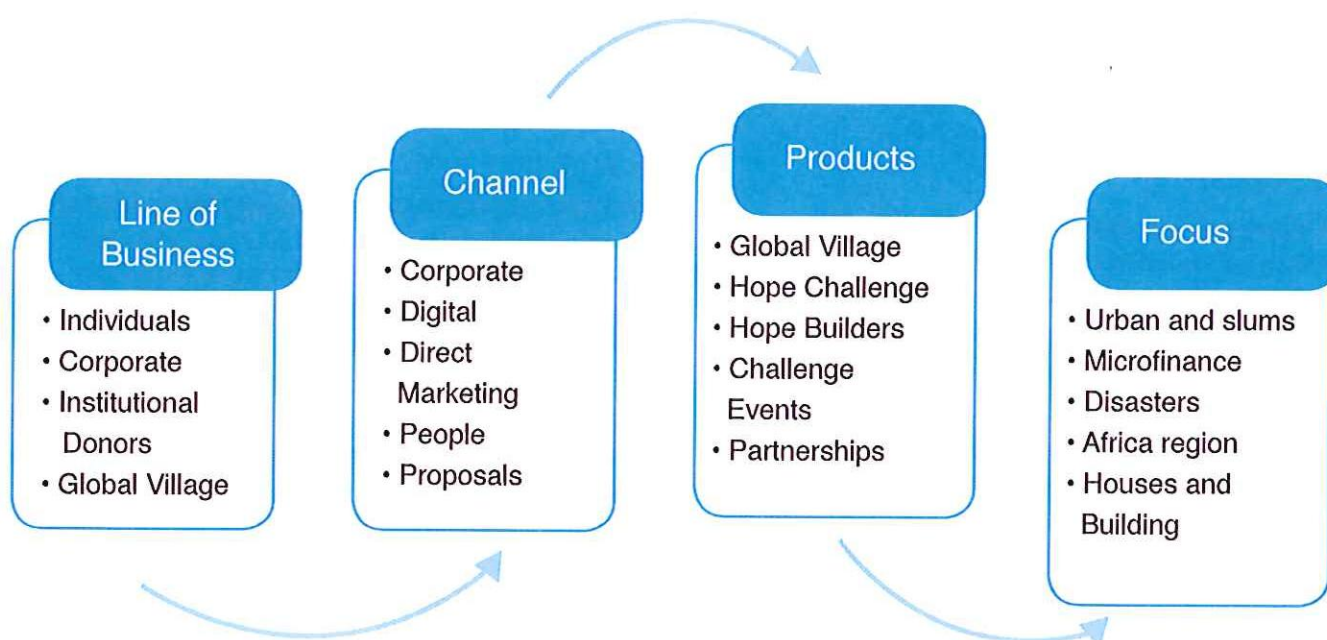 Line of
Business
• Individuals
• Corporate
• Institutional
Donors
• Global Village
Channel
• Corporate
• Digital
• Direct
Marketing
• People
• Proposals
Products
• Global Village
• Hope Challenge
• Hope Builders
• Challenge
Events
• Partnerships
Focus
• Urban and slums
• Microfinance
• Disasters
• Africa region
• Houses and
Building